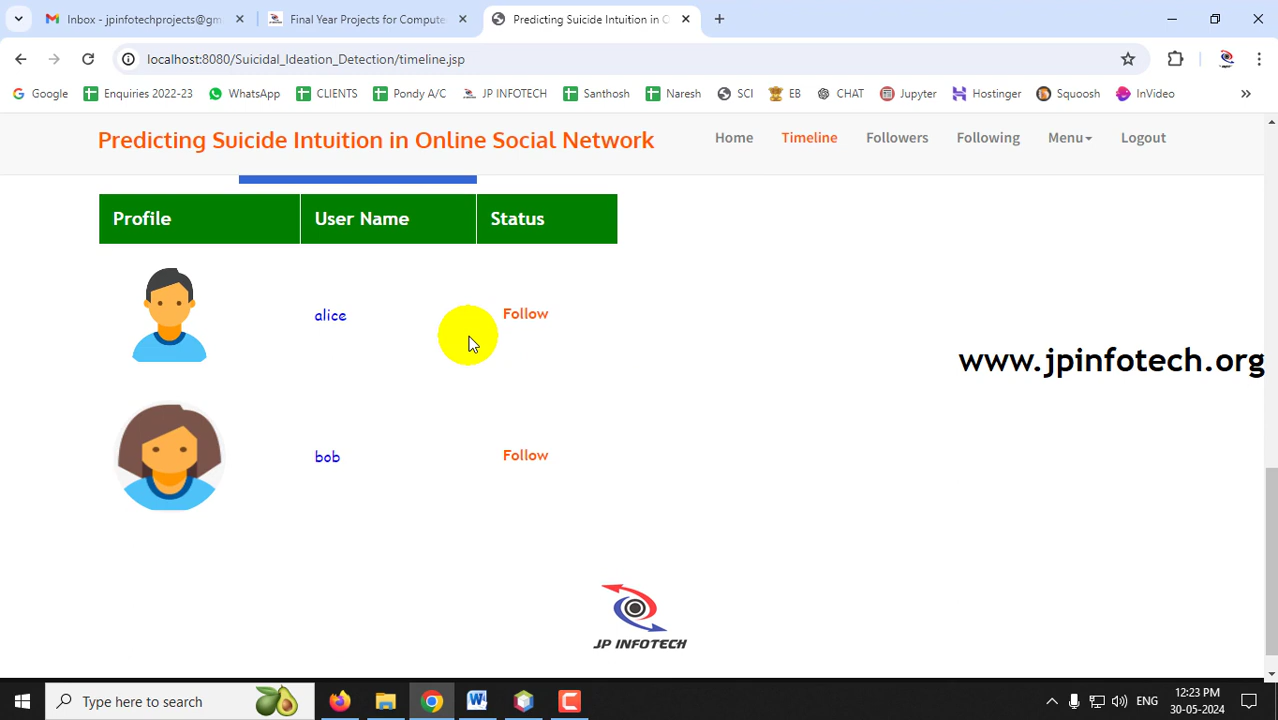 Inbox - jpinfotechprojects@gm
Final Year Projects for Compute
Predicting Suicide Intuition in O
localhost:8080/Suicidal_Ideation_Detection/timeline.jsp
Google
Enquiries 2022-23
WhatsApp
CLIENTS
Pondy A/C
JP INFOTECH
Santhosh
Naresh
SCI
EB
CHAT
Jupyter
Hostinger
Squoosh
InVideo
Predicting Suicide Intuition in Online Social Network
Home
Timeline
Followers
Following
Menu
Logout
Profile
User Name
Status
alice
Follow
www.jpinfotech.org
bob
Follow
JP INFOTECH
Type here to search
ENG
12:23 PM
30-05-2024